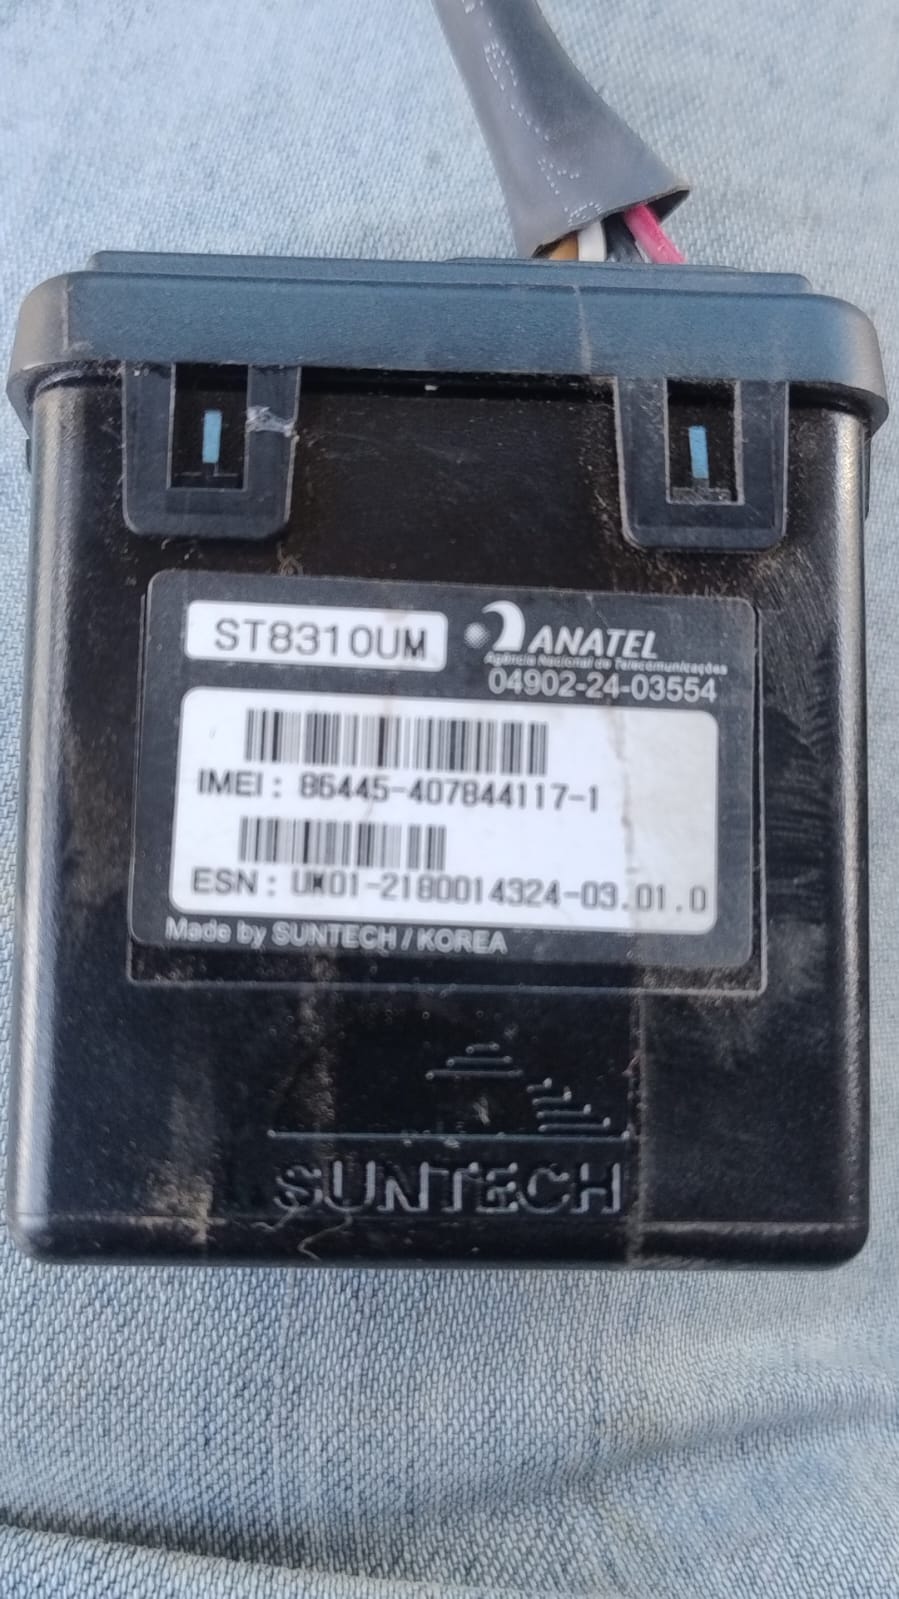 ST8310UM
ANATEL
Agência Nacional de Telecomunicações
04902-24-03554
IMEI: 86445-407844117-1
ESN: UM01-2180014324-03.01.0
Made by SUNTECH / KOREA
SUNTECH